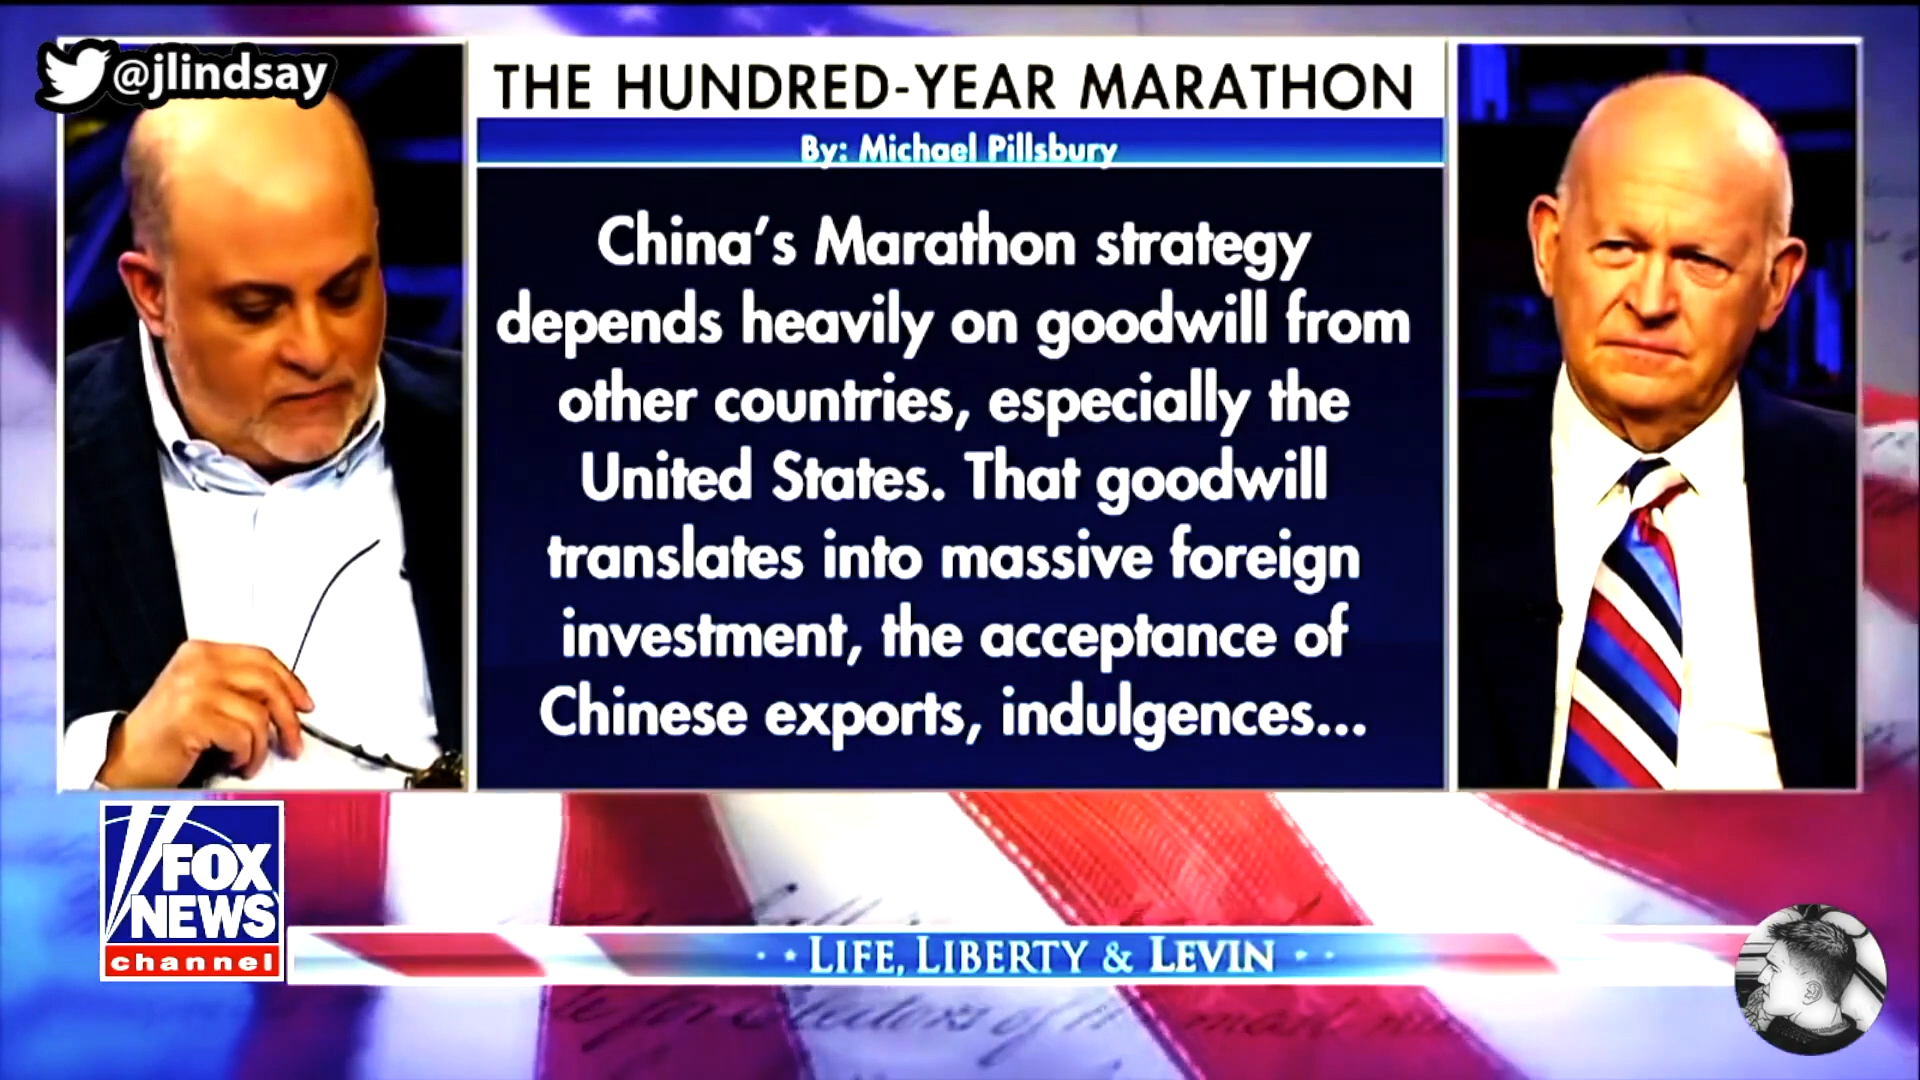 @jlindsay
THE HUNDRED-YEAR MARATHON
By: Michael Pillsbury
China's Marathon strategy
depends heavily on goodwill from
other countries, especially the
United States. That goodwill
translates into massive foreign
investment, the acceptance of
Chinese exports, indulgences...
FOX
NEWS
channel
LIFE, LIBERTY & LEVIN